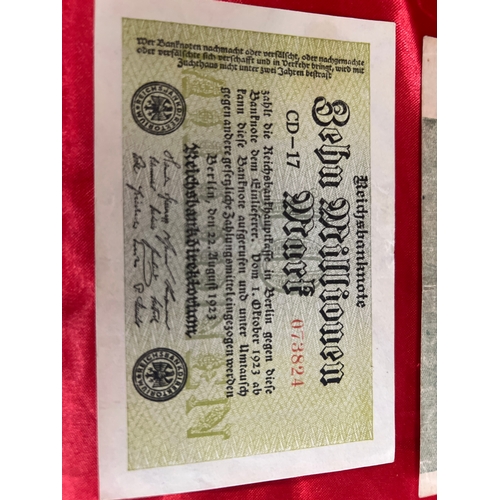 Reichsbanknote
Zehn Millionen
Mark
CD-17
073824
zahlt die Reichsbankhauptkasse in Berlin gegen diese
Banknote dem Einlieferer. Vom 1. Oktober 1923 ab
kann diese Banknote aufgerufen und unter Umtausch
gegen andere gesetzliche Zahlungsmittel eingezogen werden
Berlin, den 22. August 1923
Reichsbankdirektorium
REICHSBANKDIREKTORIUM
REICHSBANKDIREKTORIUM
Wer Banknoten nachmacht oder verfälscht, oder nachgemachte
oder verfälschte sich verschafft und in Verkehr bringt, wird mit
Zuchthaus nicht unter zwei Jahren bestraft